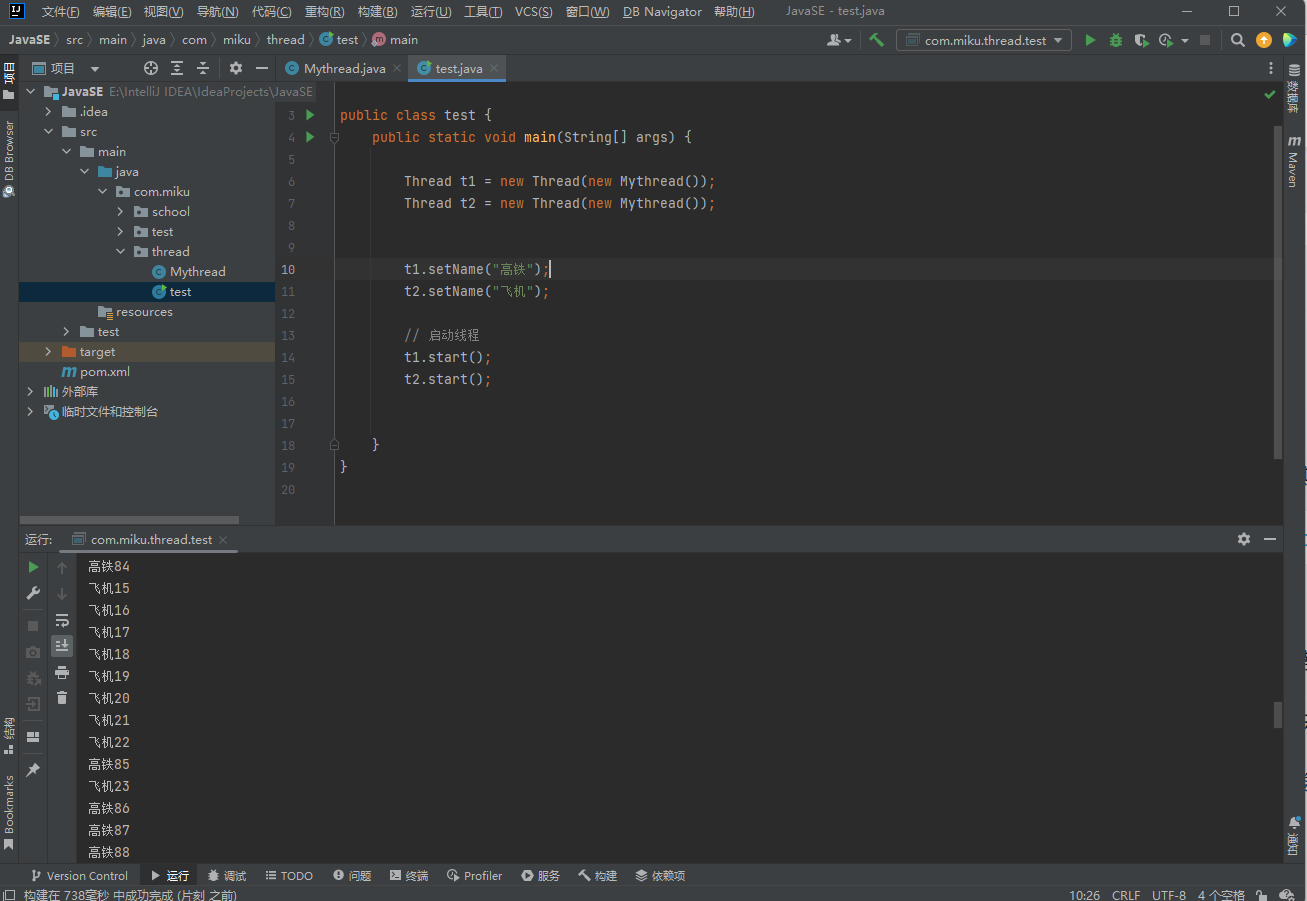 文件(F) 编辑(E) 视图(V) 导航(N) 代码(C) 重构(R) 构建(B) 运行(U) 工具(T) VCS(S) 窗口(W) DB Navigator 帮助(H) JavaSE - test.java
JavaSE src main java com miku thread test main
com.miku.thread.test
项目
Mythread.java
test.java
项目
DB Browser
结构
Bookmarks
JavaSE E:\IntelliJ IDEA\IdeaProjects\JavaSE
.idea
src
main
java
com.miku
school
test
thread
Mythread
test
resources
test
target
pom.xml
外部库
临时文件和控制台
3 public class test {
4 public static void main(String[] args) {
5
6 Thread t1 = new Thread(new Mythread());
7 Thread t2 = new Thread(new Mythread());
8
9
10 t1.setName("高铁");
11 t2.setName("飞机");
12
13 // 启动线程
14 t1.start();
15 t2.start();
16
17
18 }
19 }
20
数据库
Maven
通知
运行: com.miku.thread.test
高铁84
飞机15
飞机16
飞机17
飞机18
飞机19
飞机20
飞机21
飞机22
高铁85
飞机23
高铁86
高铁87
高铁88
Version Control 运行 调试 TODO 问题 终端 Profiler 服务 构建 依赖项
构建在 738毫秒 中成功完成 (片刻 之前) 10:26 CRLF UTF-8 4 个空格